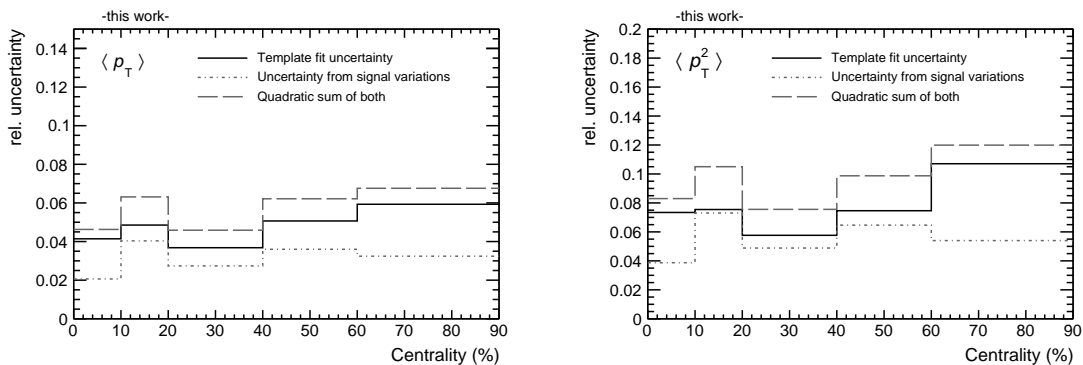 -this work-
rel. uncertainty
0.14
0.12
0.1
0.08
0.06
0.04
0.02
0
⟨ p_T ⟩
Template fit uncertainty
Uncertainty from signal variations
Quadratic sum of both
0 10 20 30 40 50 60 70 80 90
Centrality (%)
-this work-
rel. uncertainty
0.2
0.18
0.16
0.14
0.12
0.1
0.08
0.06
0.04
0.02
0
⟨ p_T^2 ⟩
Template fit uncertainty
Uncertainty from signal variations
Quadratic sum of both
0 10 20 30 40 50 60 70 80 90
Centrality (%)